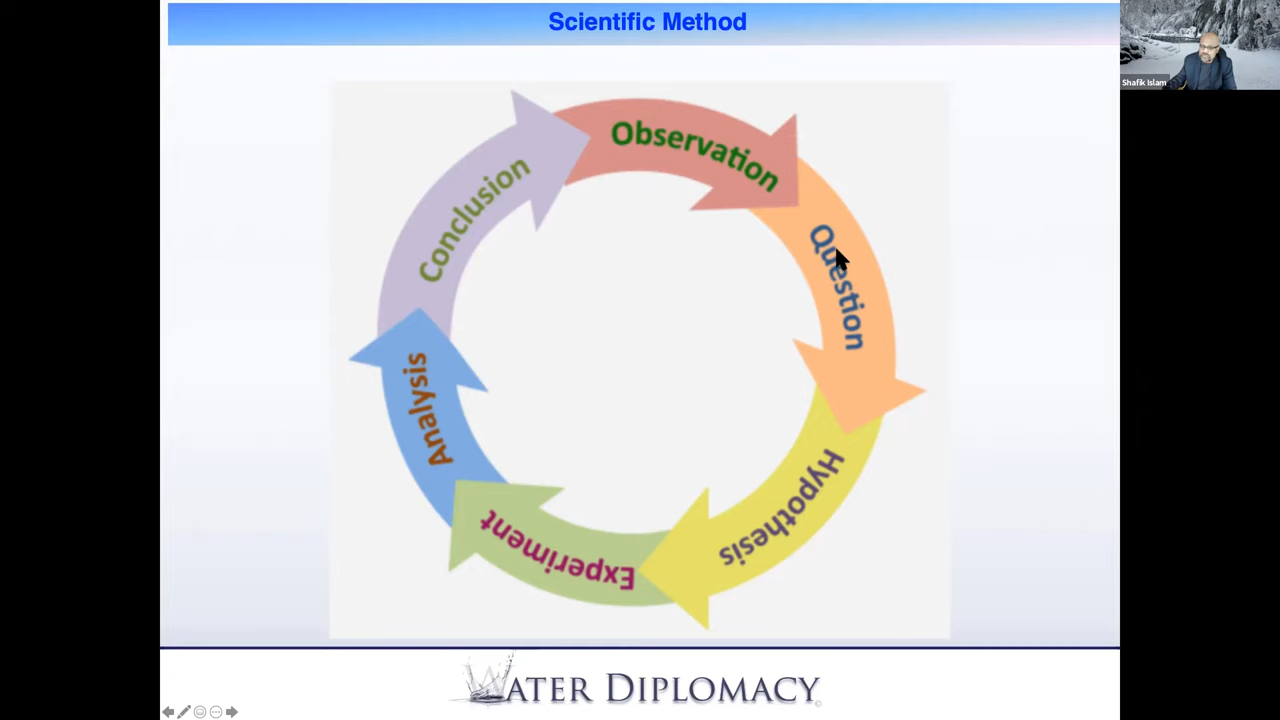 Scientific Method
Shafik Islam
Observation
Question
Hypothesis
Experiment
Analysis
Conclusion
WATER DIPLOMACY
©